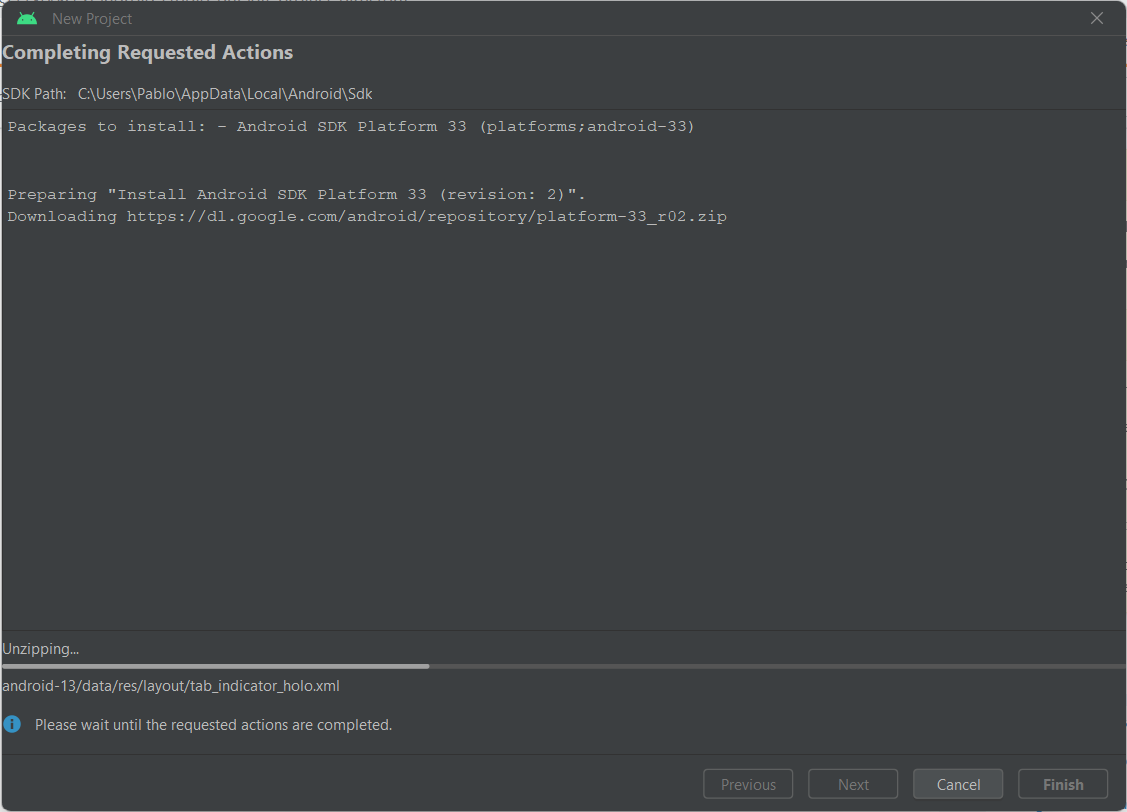 New Project
Completing Requested Actions
SDK Path: C:\Users\Pablo\AppData\Local\Android\Sdk
Packages to install: - Android SDK Platform 33 (platforms;android-33)
Preparing "Install Android SDK Platform 33 (revision: 2)".
Downloading https://dl.google.com/android/repository/platform-33_r02.zip
Unzipping...
android-13/data/res/layout/tab_indicator_holo.xml
Please wait until the requested actions are completed.
Previous Next Cancel Finish